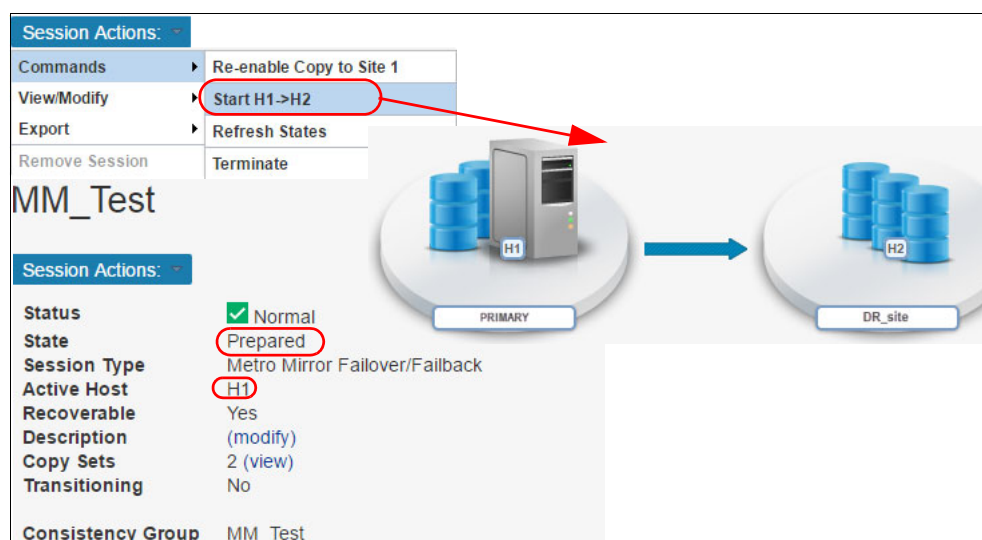 Session Actions:
Commands
Re-enable Copy to Site 1
View/Modify
Start H1->H2
Export
Refresh States
Remove Session
Terminate
MM_Test
H1
H2
PRIMARY
DR_site
Session Actions:
Status Normal
State Prepared
Session Type Metro Mirror Failover/Failback
Active Host H1
Recoverable Yes
Description (modify)
Copy Sets 2 (view)
Transitioning No
Consistency Group MM_Test